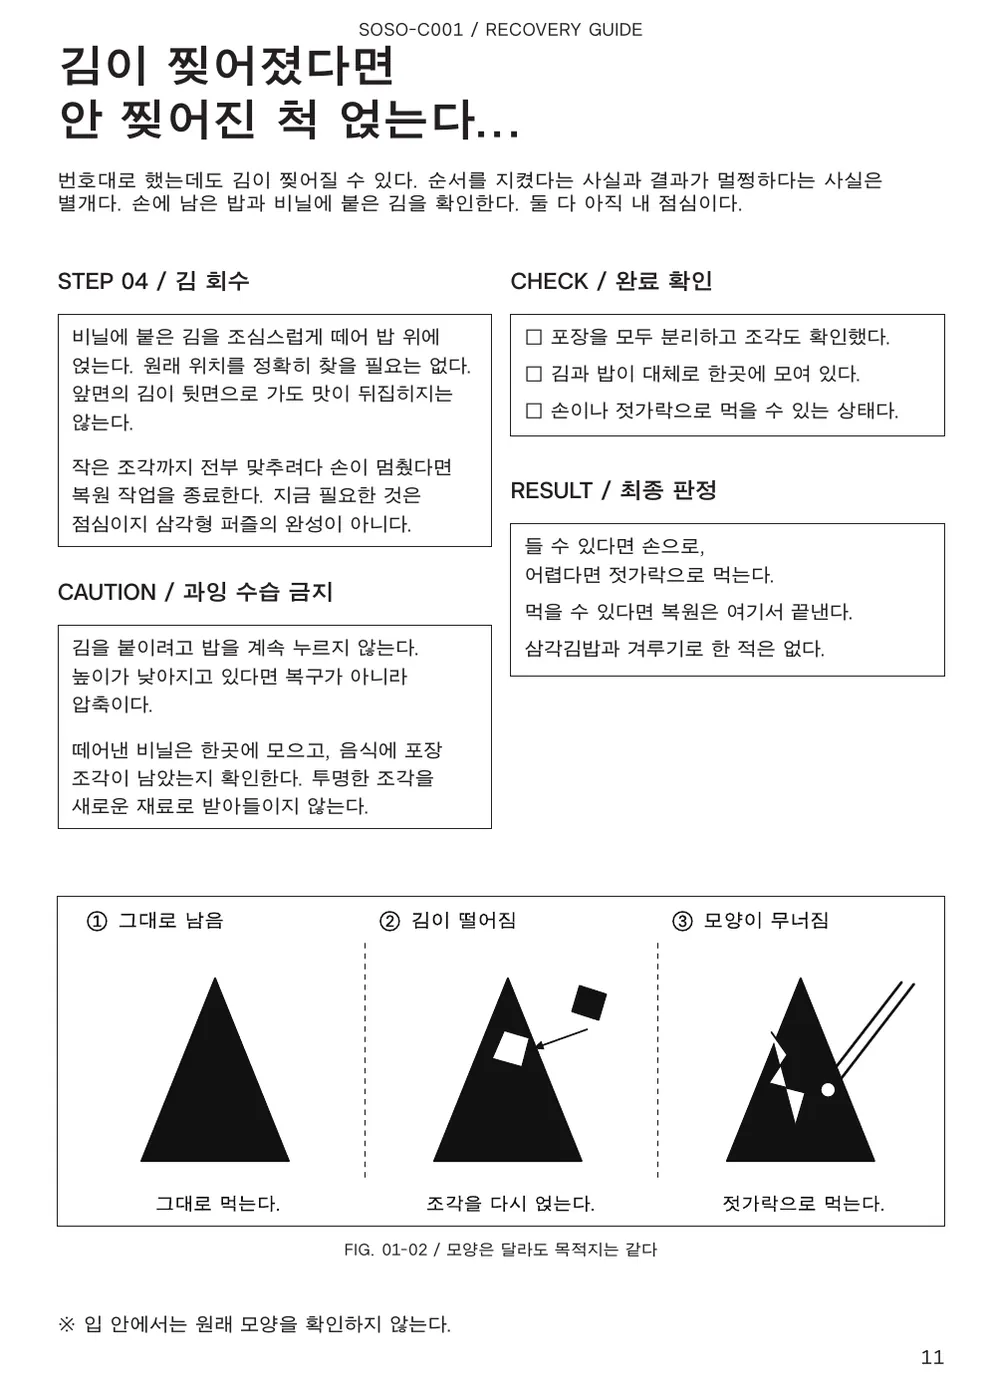 SOSO-C001 / RECOVERY GUIDE
김이 찢어졌다면
안 찢어진 척 얹는다...
번호대로 했는데도 김이 찢어질 수 있다. 순서를 지켰다는 사실과 결과가 멀쩡하다는 사실은
별개다. 손에 남은 밥과 비닐에 붙은 김을 확인한다. 둘 다 아직 내 점심이다.
STEP 04 / 김 회수
비닐에 붙은 김을 조심스럽게 떼어 밥 위에
얹는다. 원래 위치를 정확히 찾을 필요는 없다.
앞면의 김이 뒷면으로 가도 맛이 뒤집히지는
않는다.
작은 조각까지 전부 맞추려다 손이 멈췄다면
복원 작업을 종료한다. 지금 필요한 것은
점심이지 삼각형 퍼즐의 완성이 아니다.
CAUTION / 과잉 수습 금지
김을 붙이려고 밥을 계속 누르지 않는다.
높이가 낮아지고 있다면 복구가 아니라
압축이다.
떼어낸 비닐은 한곳에 모으고, 음식에 포장
조각이 남았는지 확인한다. 투명한 조각을
새로운 재료로 받아들이지 않는다.
CHECK / 완료 확인
□ 포장을 모두 분리하고 조각도 확인했다.
□ 김과 밥이 대체로 한곳에 모여 있다.
□ 손이나 젓가락으로 먹을 수 있는 상태다.
RESULT / 최종 판정
들 수 있다면 손으로,
어렵다면 젓가락으로 먹는다.
먹을 수 있다면 복원은 여기서 끝낸다.
삼각김밥과 겨루기로 한 적은 없다.
① 그대로 남음
② 김이 떨어짐
③ 모양이 무너짐
그대로 먹는다.
조각을 다시 얹는다.
젓가락으로 먹는다.
FIG. 01-02 / 모양은 달라도 목적지는 같다
※ 입 안에서는 원래 모양을 확인하지 않는다.
11